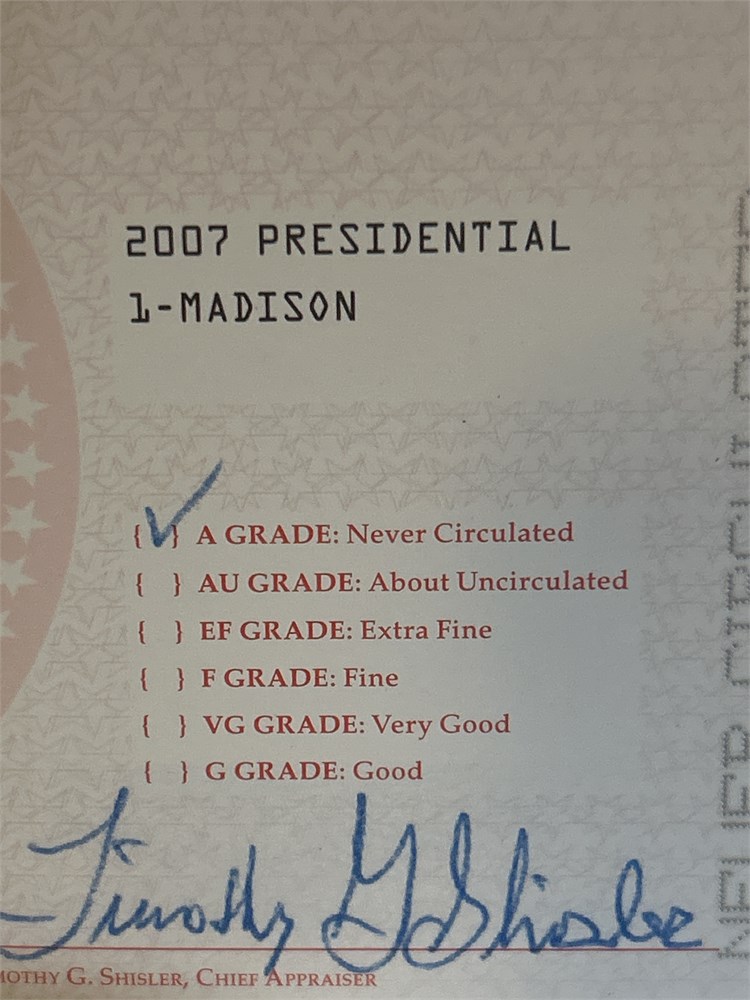 2007 PRESIDENTIAL
1-MADISON
{ ✓ } A GRADE: Never Circulated
{ } AU GRADE: About Uncirculated
{ } EF GRADE: Extra Fine
{ } F GRADE: Fine
{ } VG GRADE: Very Good
{ } G GRADE: Good
Timothy G Shisler
MOTHY G. SHISLER, CHIEF APPRAISER